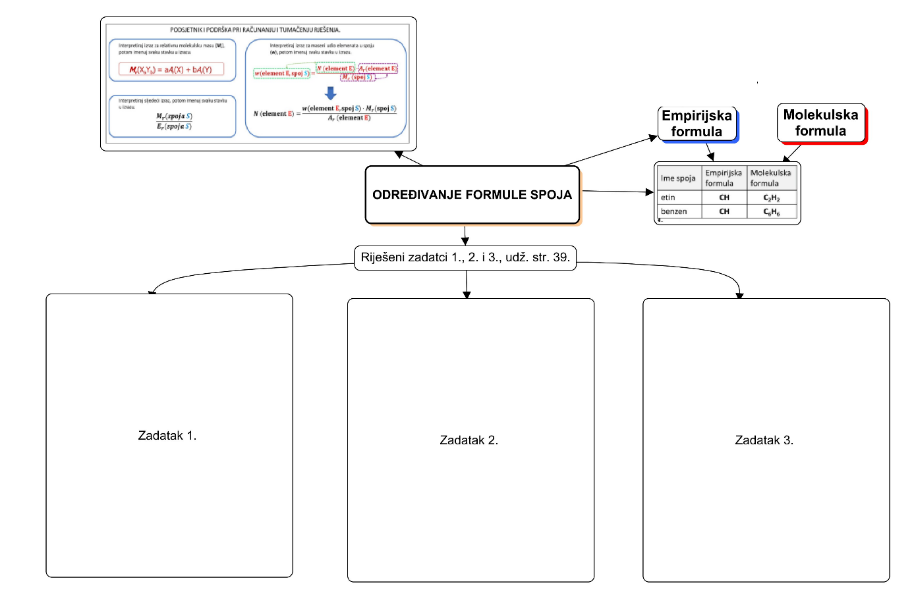 PODSJETNIK I PODRŠKA PRI RAČUNANJU I TUMAČENJU RJEŠENJA.
Interpretiraj izraz za relativnu molekulsku masu (Mr),
potom imenuj svaku stavku u izrazu.
Mr(XaYb) = aAr(X) + bAr(Y)
Interpretiraj sljedeći izraz, potom imenuj svaku stavku
u izrazu.
Mr(spoja S)
Er(spoja S)
Interpretiraj izraz za maseni udio elementa u spoju
(w), potom imenuj svaku stavku u izrazu.
w(element E, spoj S) = N (element E) · Ar(element E)
Mr (spoj S)
N (element E) = w(element E, spoj S) · Mr(spoj S)
Ar (element E)
Empirijska
formula
Molekulska
formula
Ime spoja Empirijska formula Molekulska formula
etin CH C₂H₂
benzen CH C₆H₆
ODREĐIVANJE FORMULE SPOJA
Riješeni zadatci 1., 2. i 3., udž. str. 39.
Zadatak 1.
Zadatak 2.
Zadatak 3.